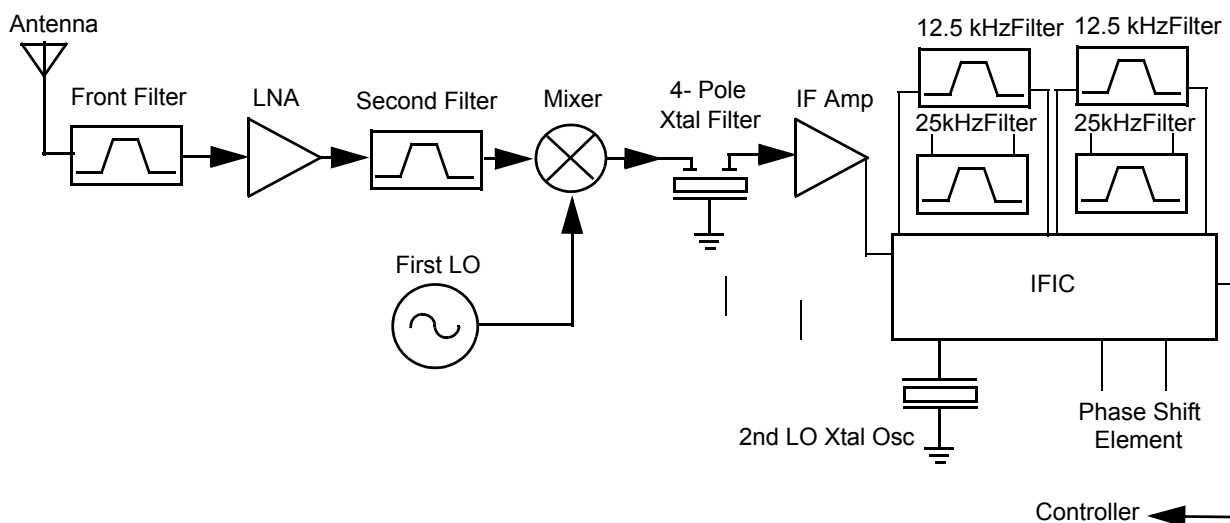 Antenna
Front Filter
LNA
Second Filter
Mixer
4- Pole
Xtal Filter
IF Amp
12.5 kHzFilter
12.5 kHzFilter
25kHzFilter
25kHzFilter
First LO
IFIC
2nd LO Xtal Osc
Phase Shift
Element
Controller